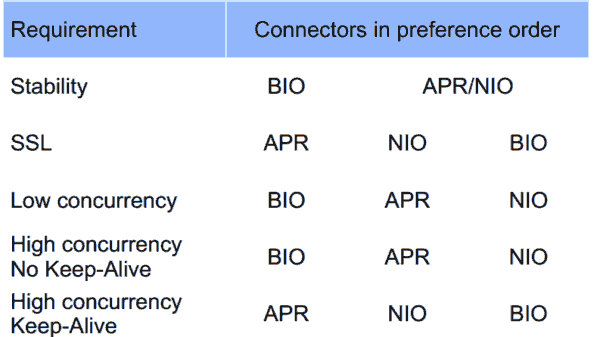 Requirement Connectors in preference order
Stability BIO APR/NIO
SSL APR NIO BIO
Low concurrency BIO APR NIO
High concurrency
No Keep-Alive BIO APR NIO
High concurrency
Keep-Alive APR NIO BIO